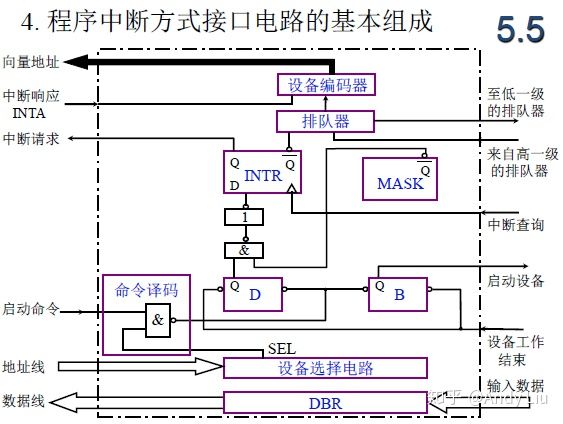 4. 程序中断方式接口电路的基本组成
5.5
向量地址
设备编码器
中断响应
INTA
至低一级
的排队器
排队器
中断请求
来自高一级
的排队器
Q
Q
D
INTR
MASK
Q
1
中断查询
&
启动设备
命令译码
Q
D
Q
B
启动命令
&
设备工作
结束
SEL
地址线
设备选择电路
输入数据
数据线
DBR
知乎 @Andy Liu